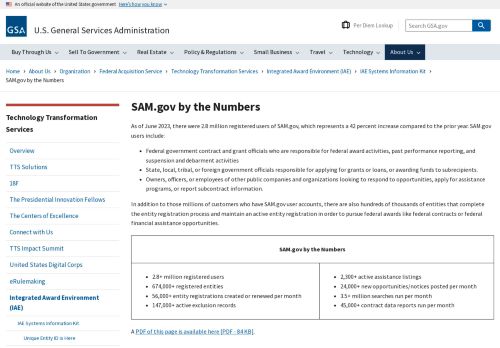 An official website of the United States government Here's how you know
GSA
U.S. General Services Administration
Per Diem Lookup
Search GSA.gov
Buy Through Us
Sell To Government
Real Estate
Policy & Regulations
Small Business
Travel
Technology
About Us
Home > About Us > Organization > Federal Acquisition Service > Technology Transformation Services > Integrated Award Environment (IAE) > IAE Systems Information Kit >
SAM.gov by the Numbers
Technology Transformation
Services
Overview
TTS Solutions
18F
The Presidential Innovation Fellows
The Centers of Excellence
Connect with Us
TTS Impact Summit
United States Digital Corps
eRulemaking
Integrated Award Environment
(IAE)
IAE Systems Information Kit
Unique Entity ID is Here
SAM.gov by the Numbers
As of June 2023, there were 2.8 million registered users of SAM.gov, which represents a 42 percent increase compared to the prior year. SAM.gov
users include:
• Federal government contract and grant officials who are responsible for federal award activities, past performance reporting, and
suspension and debarment activities
• State, local, tribal, or foreign government officials responsible for applying for grants or loans, or awarding funds to subrecipients.
• Owners, officers, or employees of other public companies and organizations looking to respond to opportunities, apply for assistance
programs, or report subcontract information.
In addition to those millions of customers who have SAM.gov user accounts, there are also hundreds of thousands of entities that complete
the entity registration process and maintain an active entity registration in order to pursue federal awards like federal contracts or federal
financial assistance opportunities.
SAM.gov by the Numbers
• 2.8+ million registered users
• 674,000+ registered entities
• 56,000+ entity registrations created or renewed per month
• 147,000+ active exclusion records
• 2,300+ active assistance listings
• 24,000+ new opportunities/notices posted per month
• 3.5+ million searches run per month
• 45,000+ contract data reports run per month
A PDF of this page is available here [PDF - 84 KB].